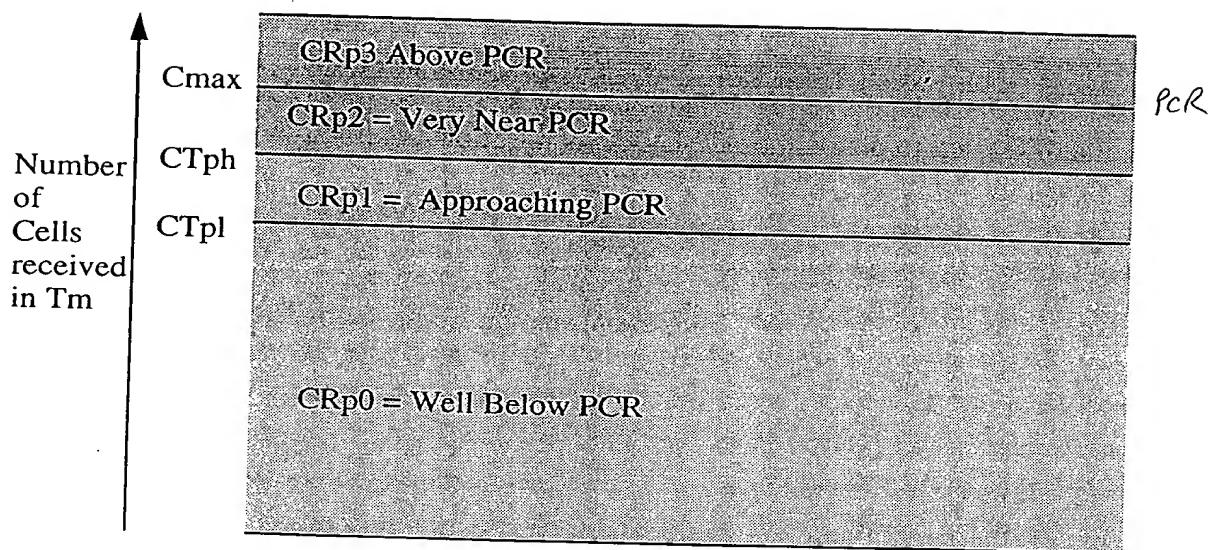 CRp3 Above PCR
Cmax
PCR
CRp2 = Very Near PCR
CTph
Number
of
Cells
received
in Tm
CRp1 = Approaching PCR
CTpl
CRp0 = Well Below PCR